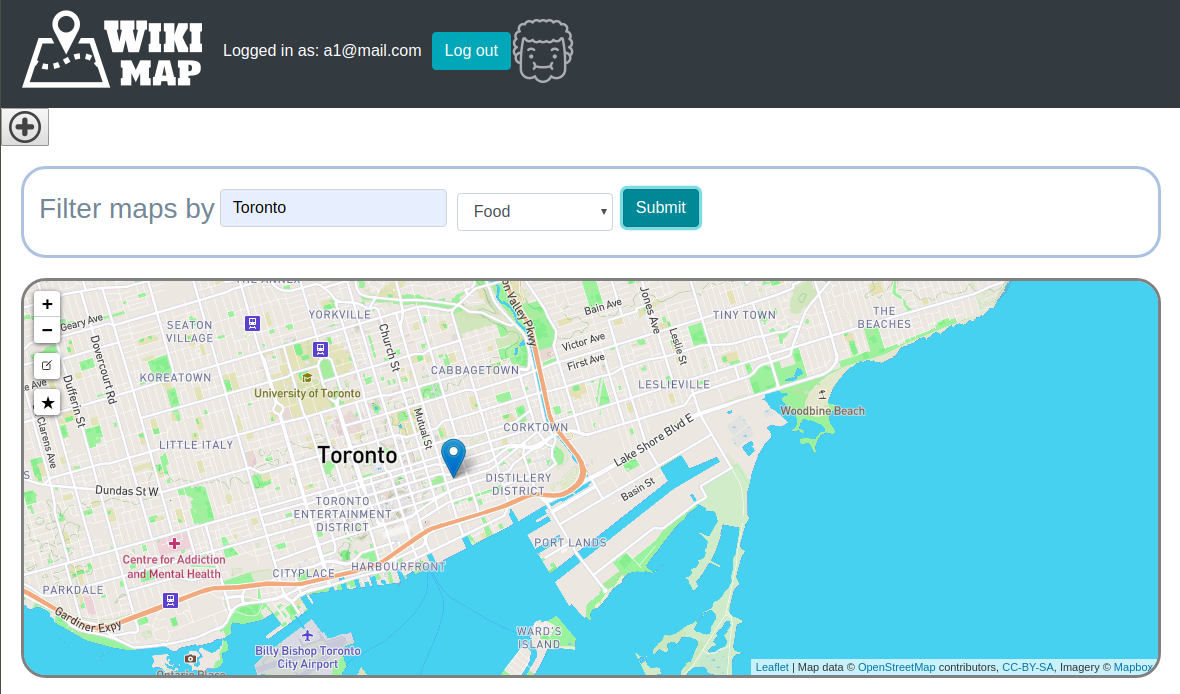 WIKI
MAP
Logged in as: a1@mail.com
Log out
Filter maps by
Toronto
Food
Submit
+
−
THE ANNEX
Geary Ave
SEATON
VILLAGE
YORKVILLE
Church St
on Valley Pkwy
Bain Ave
Jones Ave
TINY TOWN
THE
BEACHES
Dovercourt Rd
Victor Ave
Leslie St
First Ave
KOREATOWN
CABBAGETOWN
e Ave
Dufferin St
University of Toronto
LESLIEVILLE
Woodbine Beach
Clarens Ave
Mutual St
CORKTOWN
Lake Shore Blvd E
LITTLE ITALY
Toronto
S
DISTILLERY
DISTRICT
Dundas St W
Basin St
TORONTO
ENTERTAINMENT
DISTRICT
PORT LANDS
Centre for Addiction
and Mental Health
CITYPLACE
HARBOURFRONT
PARKDALE
Gardiner Expy
WARD'S
ISLAND
Billy Bishop Toronto
City Airport
Ontario Place
Leaflet | Map data © OpenStreetMap contributors, CC-BY-SA, Imagery © Mapbox